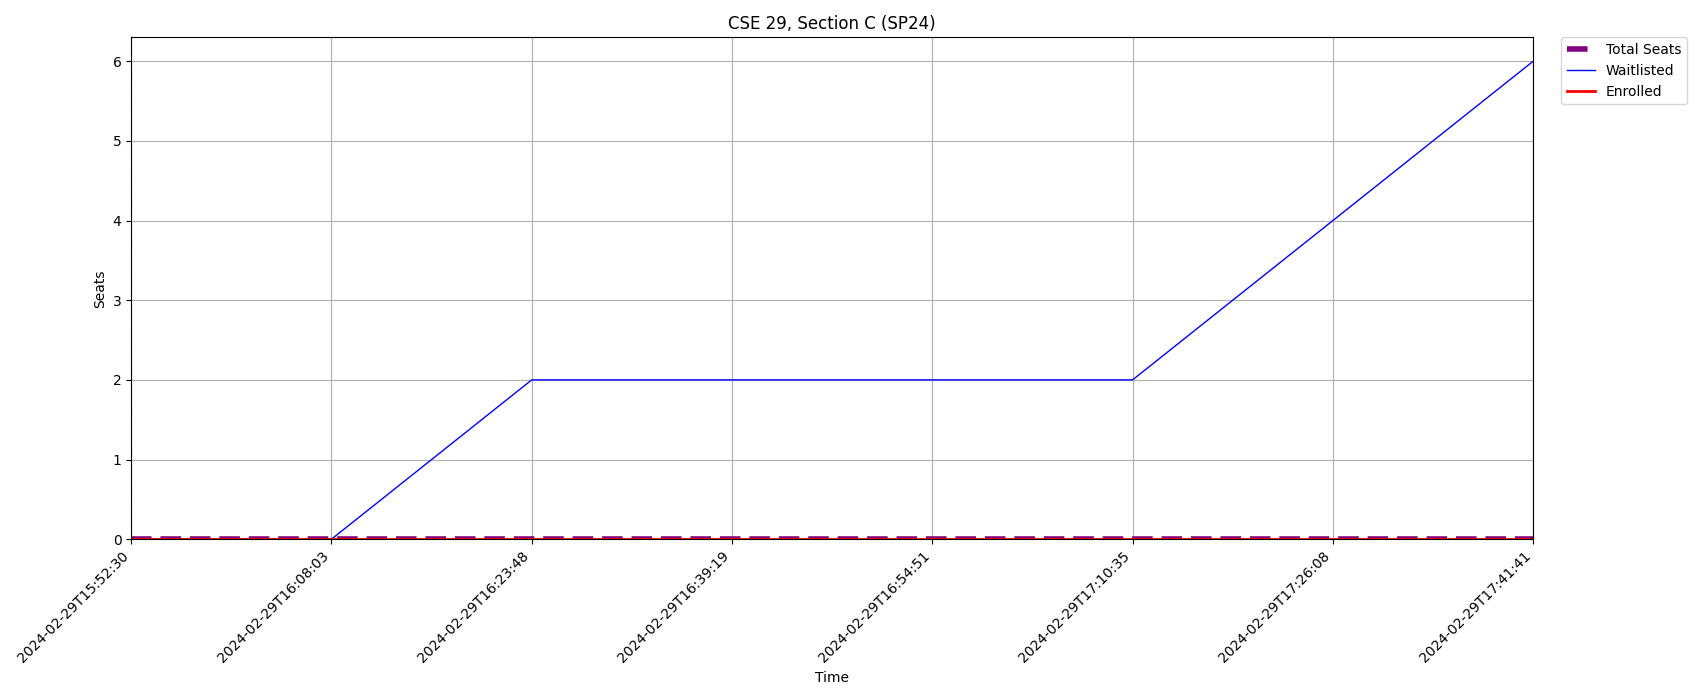 CSE 29, Section C (SP24)
Total Seats
Waitlisted
Enrolled
6
5
4
3
2
1
0
Seats
2024-02-29T15:52:30
2024-02-29T16:08:03
2024-02-29T16:23:48
2024-02-29T16:39:19
2024-02-29T16:54:51
2024-02-29T17:10:35
2024-02-29T17:26:08
2024-02-29T17:41:41
Time